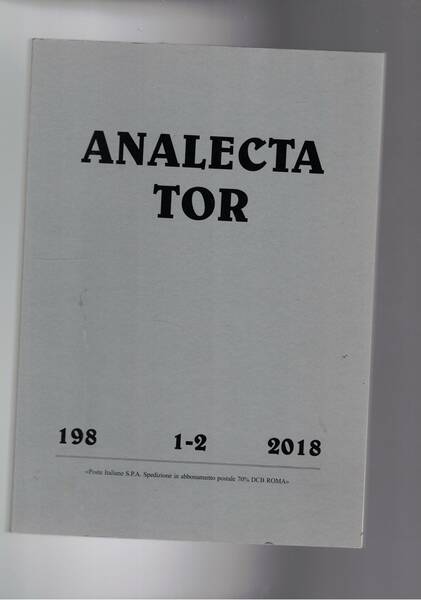 ANALECTA
TOR
198 1-2 2018
«Poste Italiane S.P.A. Spedizione in abbonamento postale 70% DCB ROMA»